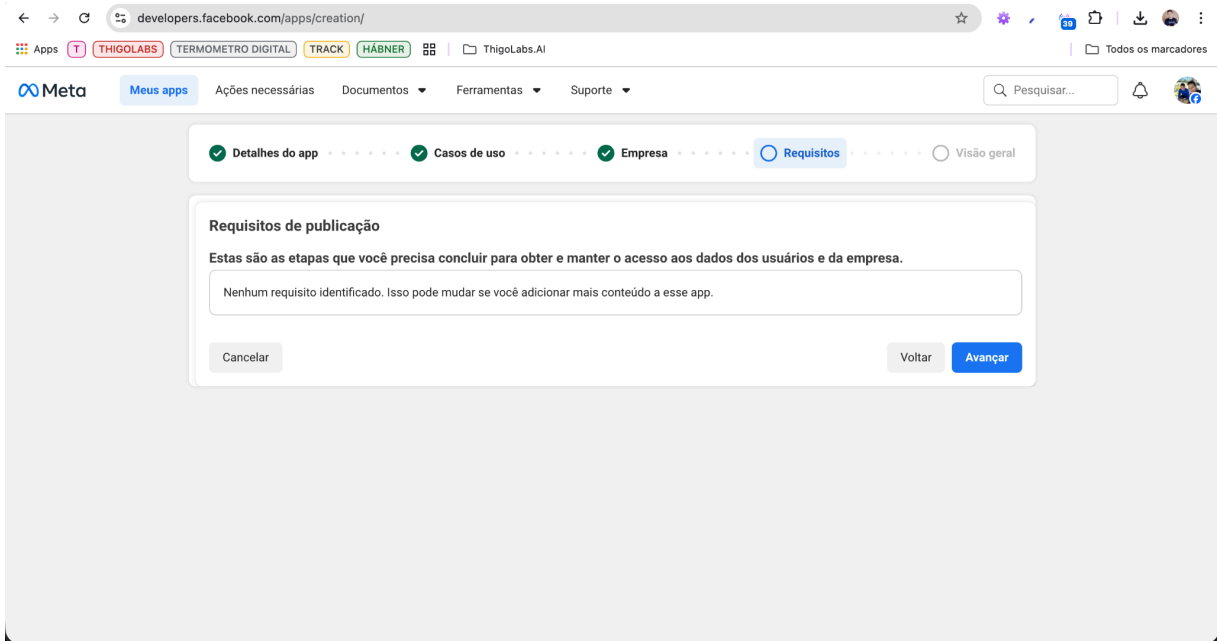 developers.facebook.com/apps/creation/
39
Apps T THIGOLABS TERMOMETRO DIGITAL TRACK HÁBNER ThigoLabs.AI Todos os marcadores
Meta Meus apps Ações necessárias Documentos Ferramentas Suporte Pesquisar...
Detalhes do app Casos de uso Empresa Requisitos Visão geral
Requisitos de publicação
Estas são as etapas que você precisa concluir para obter e manter o acesso aos dados dos usuários e da empresa.
Nenhum requisito identificado. Isso pode mudar se você adicionar mais conteúdo a esse app.
Cancelar Voltar Avançar